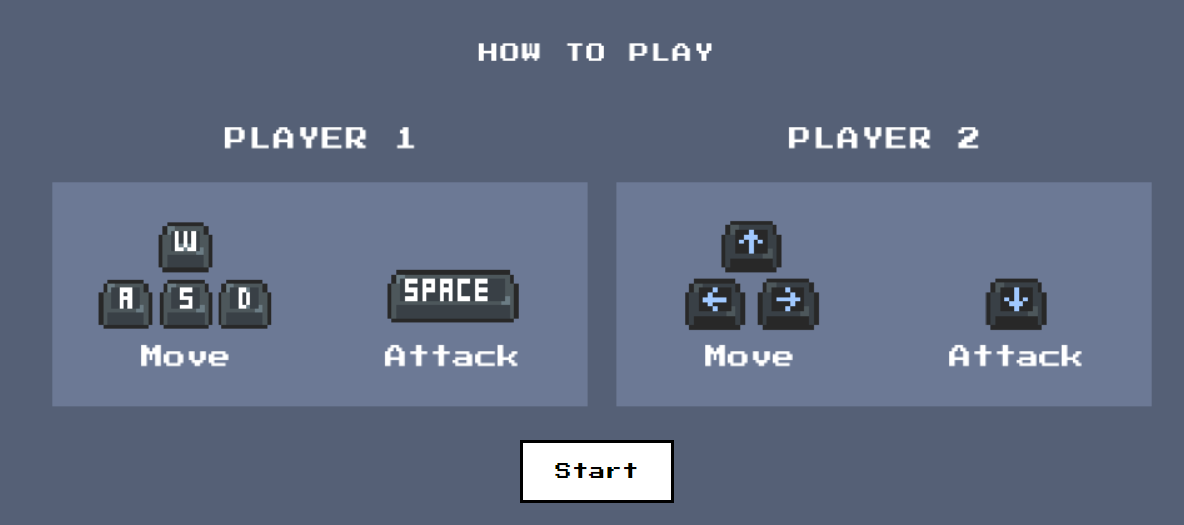 HOW TO PLAY
PLAYER 1
W
A S D
Move
SPACE
Attack
PLAYER 2
↑
← →
Move
↓
Attack
Start